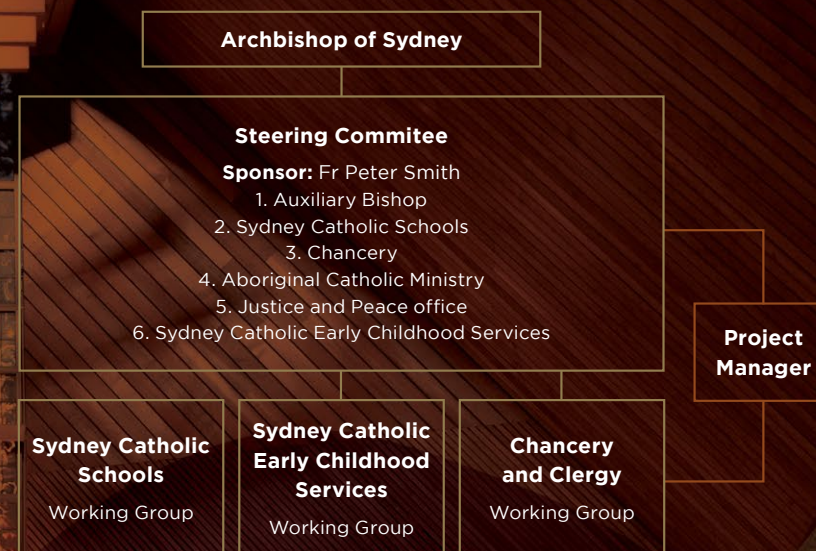 Archbishop of Sydney
Steering Commitee
Sponsor: Fr Peter Smith
1. Auxiliary Bishop
2. Sydney Catholic Schools
3. Chancery
4. Aboriginal Catholic Ministry
5. Justice and Peace office
6. Sydney Catholic Early Childhood Services
Project
Manager
Sydney Catholic
Schools
Working Group
Sydney Catholic
Early Childhood
Services
Working Group
Chancery
and Clergy
Working Group